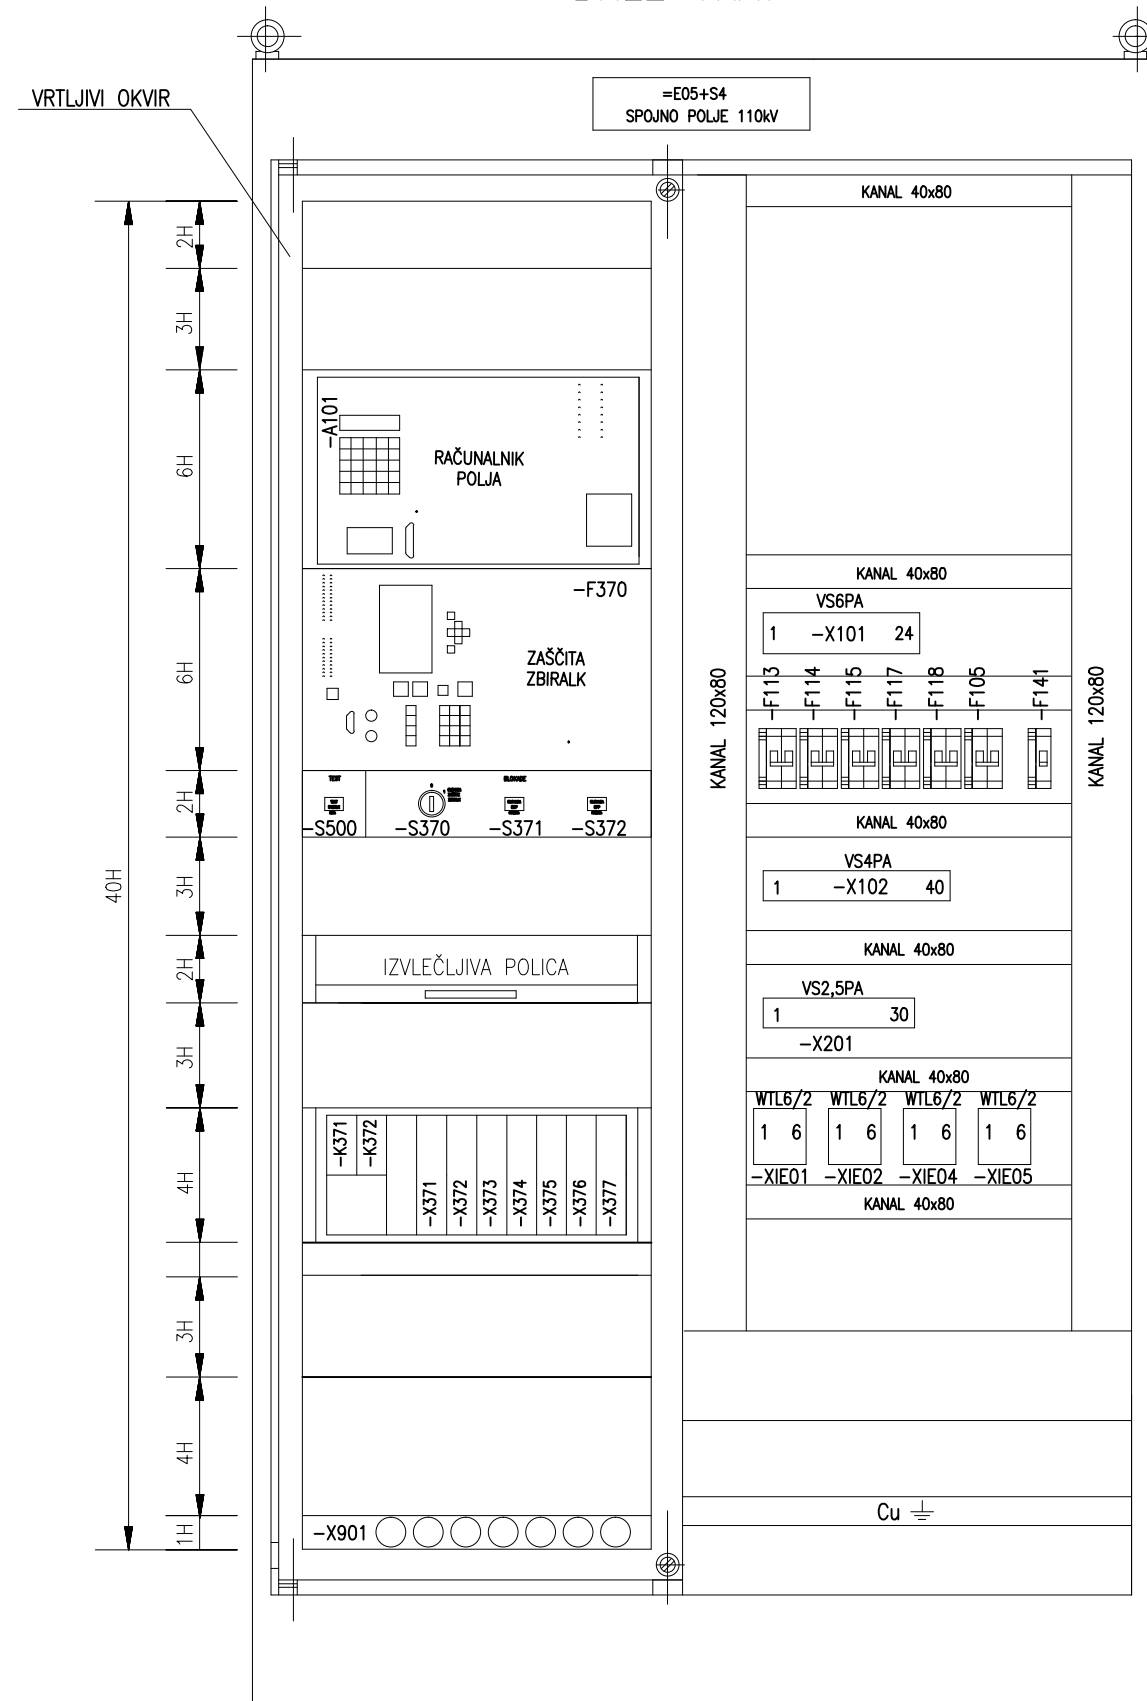 VRTLJIVI OKVIR
=E05+S4
SPOJNO POLJE 110kV
40H
2H
3H
6H
6H
2H
3H
2H
3H
4H
3H
4H
1H
-A101
RAČUNALNIK
POLJA
-F370
ZAŠČITA
ZBIRALK
TEST
BLOKADE
-S500
-S370
-S371
-S372
IZVLEČLJIVA POLICA
-K371
-K372
-X371
-X372
-X373
-X374
-X375
-X376
-X377
-X901
KANAL 40x80
KANAL 120x80
KANAL 120x80
KANAL 40x80
VS6PA
1 -X101 24
-F113
-F114
-F115
-F117
-F118
-F105
-F141
KANAL 40x80
VS4PA
1 -X102 40
KANAL 40x80
VS2,5PA
1 30
-X201
KANAL 40x80
WTL6/2 WTL6/2 WTL6/2 WTL6/2
1 6 1 6 1 6 1 6
-XIE01 -XIE02 -XIE04 -XIE05
KANAL 40x80
Cu